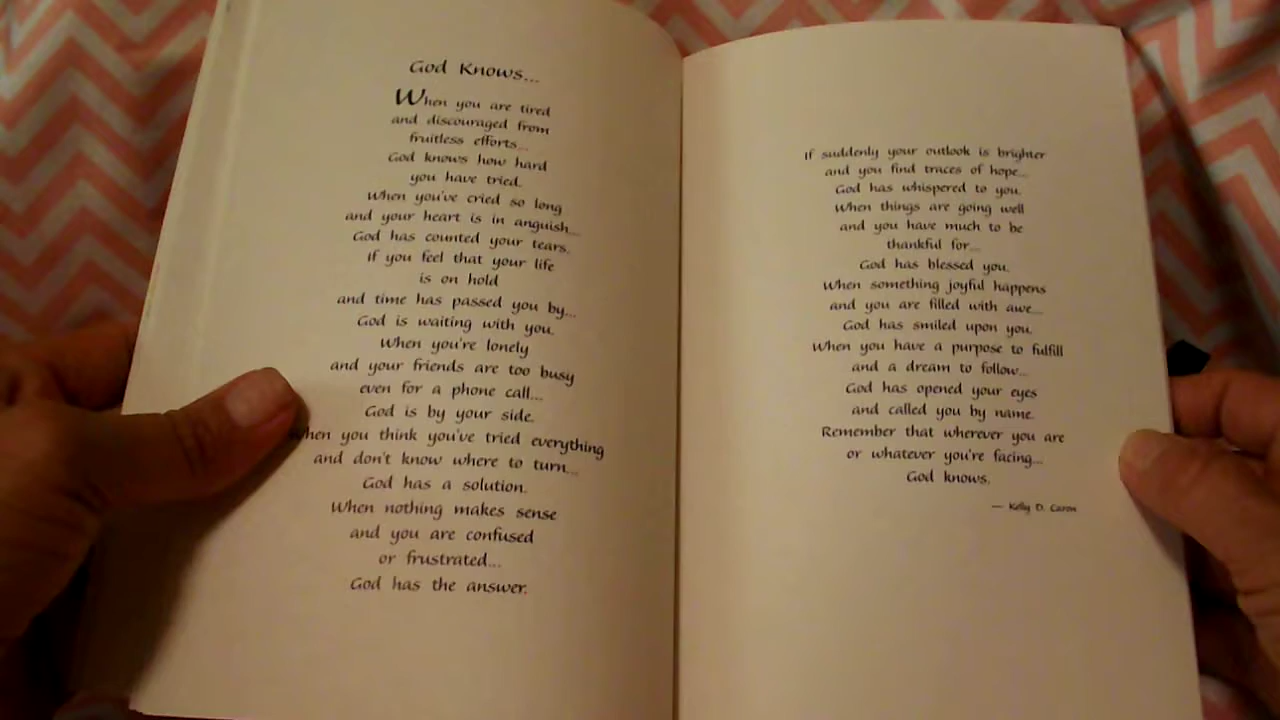 God Knows...
When you are tired
and discouraged from
fruitless efforts...
God knows how hard
you have tried.
When you've cried so long
and your heart is in anguish...
God has counted your tears.
If you feel that your life
is on hold
and time has passed you by...
God is waiting with you.
When you're lonely
and your friends are too busy
even for a phone call...
God is by your side.
When you think you've tried everything
and don't know where to turn...
God has a solution.
When nothing makes sense
and you are confused
or frustrated...
God has the answer.
If suddenly your outlook is brighter
and you find traces of hope...
God has whispered to you.
When things are going well
and you have much to be
thankful for...
God has blessed you.
When something joyful happens
and you are filled with awe...
God has smiled upon you.
When you have a purpose to fulfill
and a dream to follow...
God has opened your eyes
and called you by name.
Remember that wherever you are
or whatever you're facing...
God knows.
— Kelly D. Caron